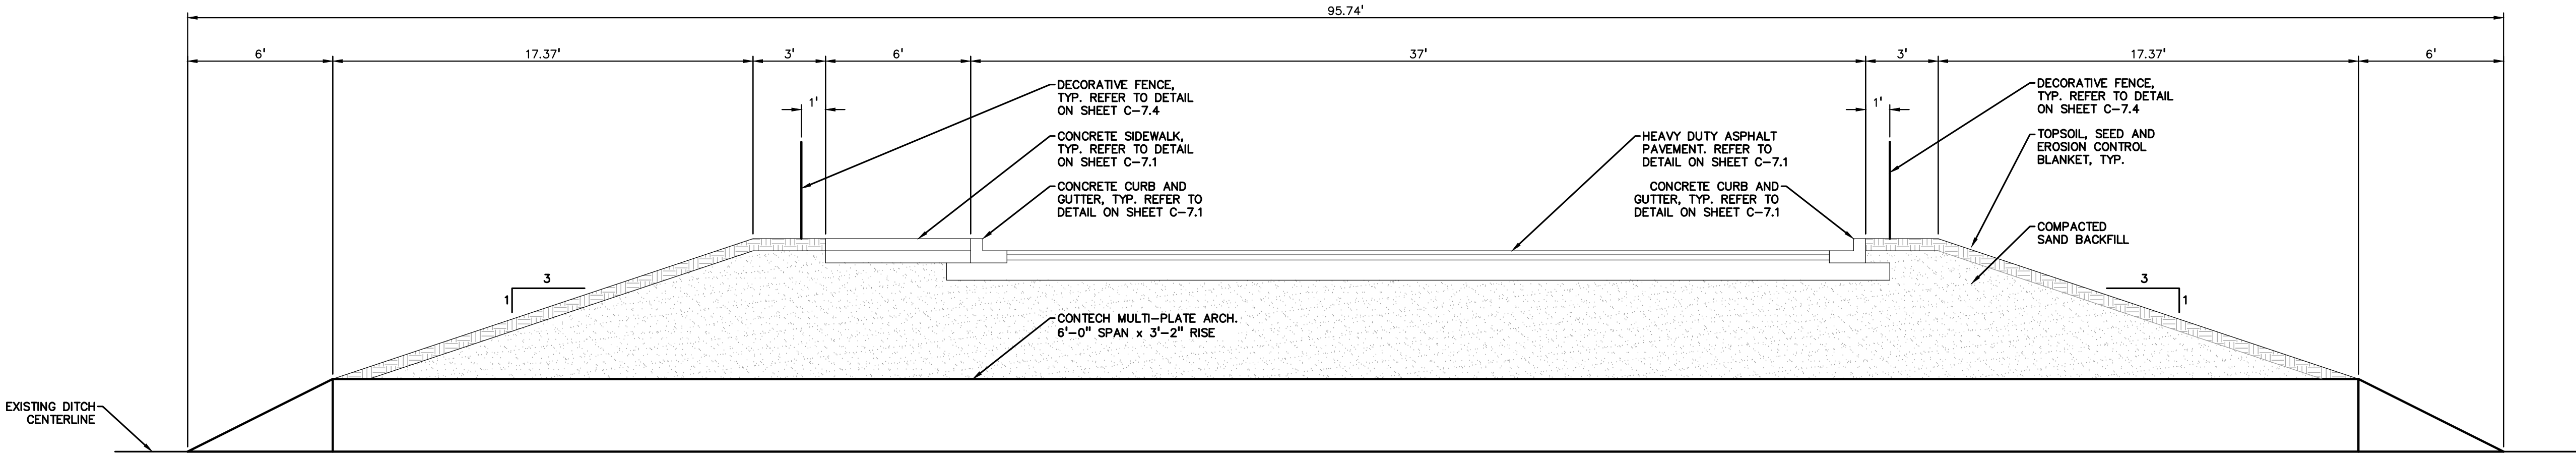 95.74'
6'
17.37'
3'
6'
37'
3'
17.37'
6'
1'
DECORATIVE FENCE,
TYP. REFER TO DETAIL
ON SHEET C-7.4
CONCRETE SIDEWALK,
TYP. REFER TO DETAIL
ON SHEET C-7.1
CONCRETE CURB AND
GUTTER, TYP. REFER TO
DETAIL ON SHEET C-7.1
HEAVY DUTY ASPHALT
PAVEMENT. REFER TO
DETAIL ON SHEET C-7.1
CONCRETE CURB AND
GUTTER, TYP. REFER TO
DETAIL ON SHEET C-7.1
1'
DECORATIVE FENCE,
TYP. REFER TO DETAIL
ON SHEET C-7.4
TOPSOIL, SEED AND
EROSION CONTROL
BLANKET, TYP.
COMPACTED
SAND BACKFILL
3
1
3
1
CONTECH MULTI-PLATE ARCH.
6'-0" SPAN x 3'-2" RISE
EXISTING DITCH
CENTERLINE